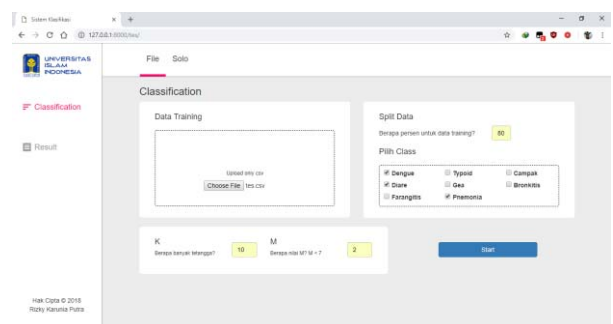 Sistem Klasifikasi
127.0.0.1:8000/tes/
UNIVERSITAS
ISLAM
INDONESIA
File Solo
Classification
Result
Classification
Data Training
Upload only csv
Choose File tes.csv
Split Data
Berapa persen untuk data training? 80
Pilih Class
Dengue Typoid Campak
Diare Gea Bronkitis
Farangitis Pnemonia
K
Berapa banyak tetangga? 10
M
Berapa nilai M? M = ? 2
Start
Hak Cipta © 2018
Rizky Karunia Putra